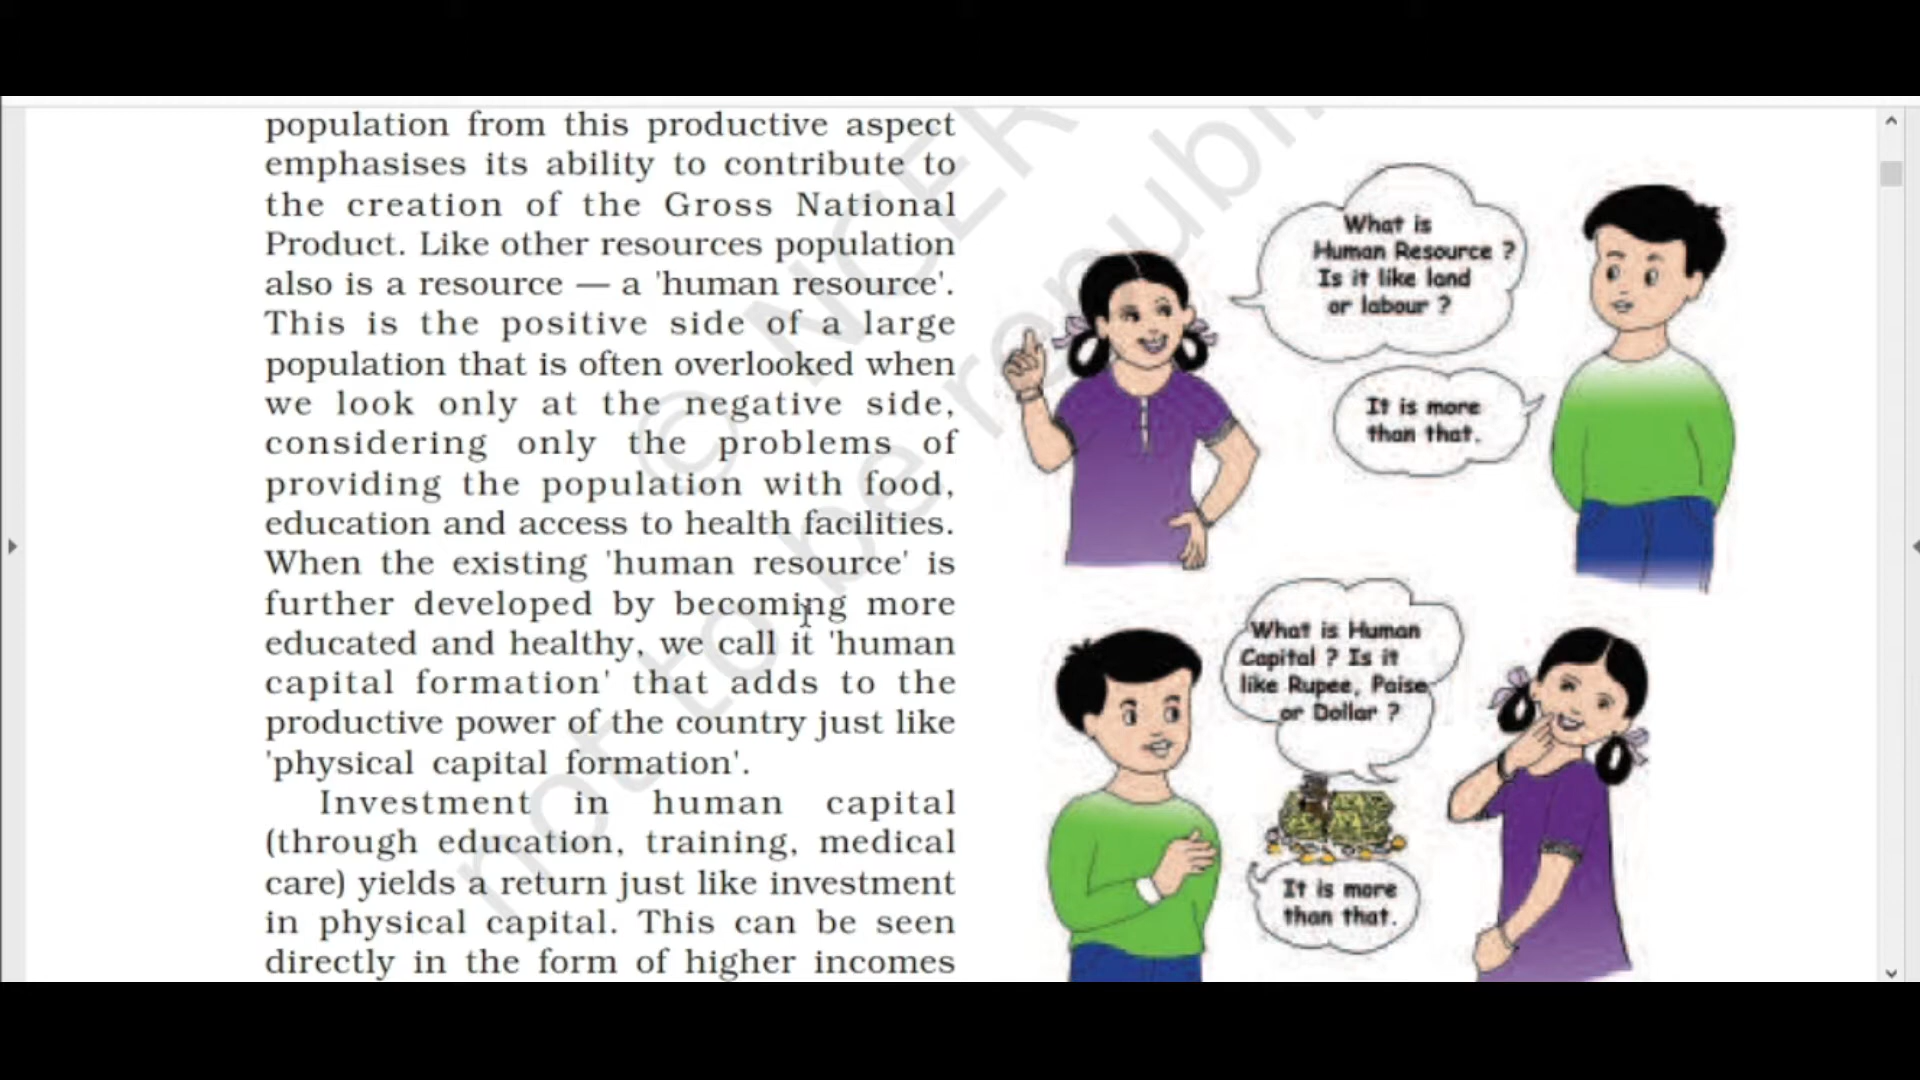 population from this productive aspect
emphasises its ability to contribute to
the creation of the Gross National
Product. Like other resources population
also is a resource — a 'human resource'.
This is the positive side of a large
population that is often overlooked when
we look only at the negative side,
considering only the problems of
providing the population with food,
education and access to health facilities.
When the existing 'human resource' is
further developed by becoming more
educated and healthy, we call it 'human
capital formation' that adds to the
productive power of the country just like
'physical capital formation'.
Investment in human capital
(through education, training, medical
care) yields a return just like investment
in physical capital. This can be seen
directly in the form of higher incomes
What is
Human Resource ?
Is it like land
or labour ?
It is more
than that.
What is Human
Capital ? Is it
like Rupee, Paise
or Dollar ?
It is more
than that.
© NCER
not to be republi